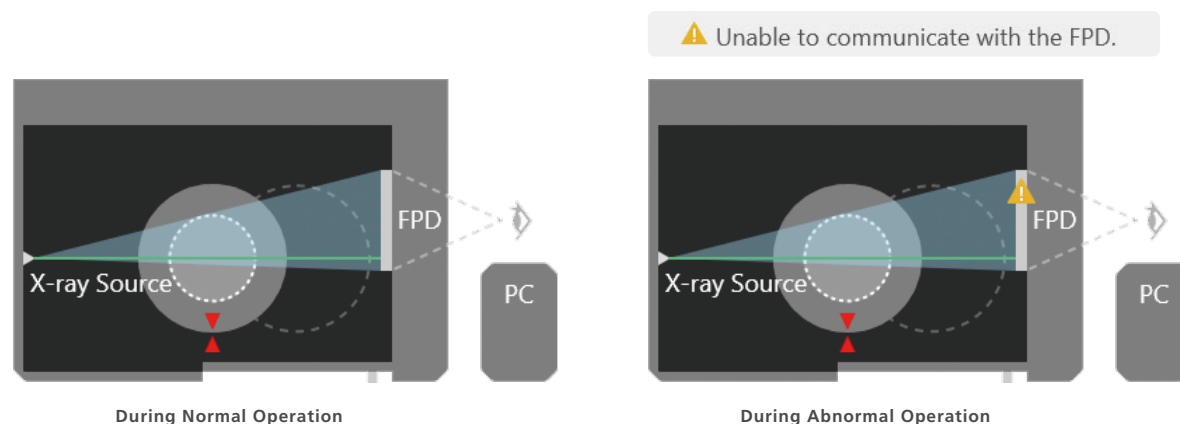 Unable to communicate with the FPD.
FPD
X-ray Source
PC
During Normal Operation
FPD
X-ray Source
PC
During Abnormal Operation